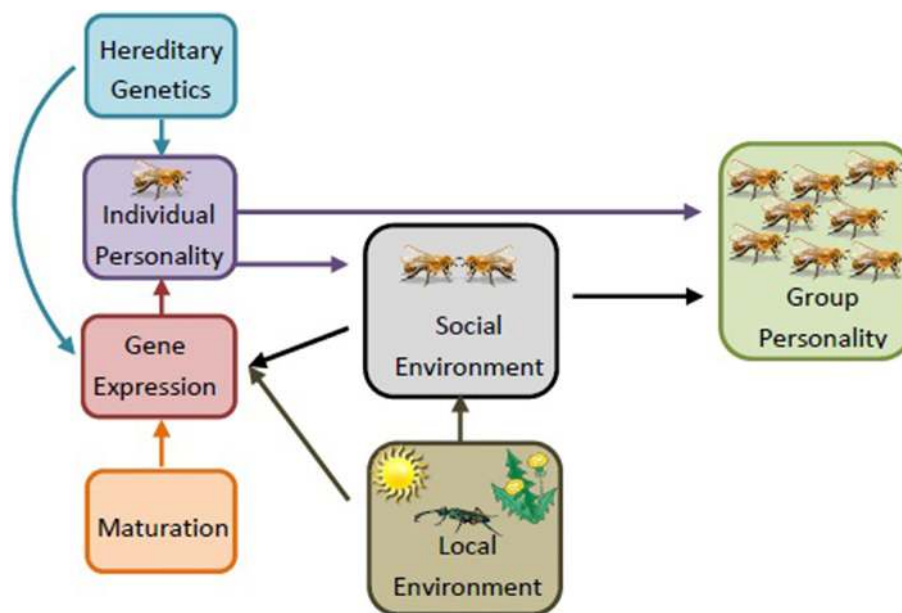 Hereditary
Genetics
Individual
Personality
Gene
Expression
Maturation
Social
Environment
Local
Environment
Group
Personality